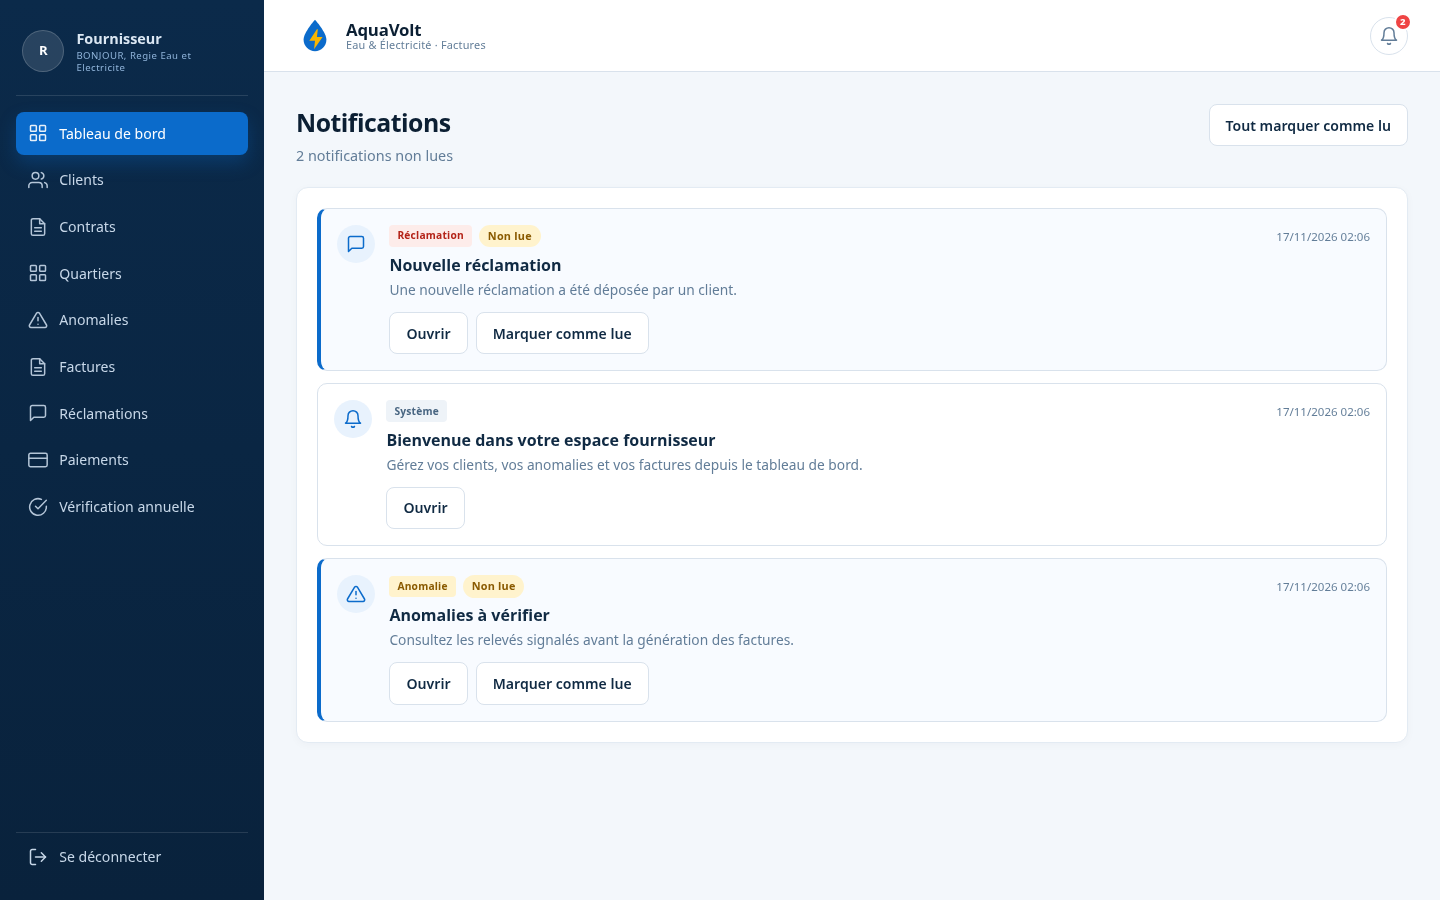 R
Fournisseur
BONJOUR, Regie Eau et
Electricite
Tableau de bord
Clients
Contrats
Quartiers
Anomalies
Factures
Réclamations
Paiements
Vérification annuelle
Se déconnecter
AquaVolt
Eau & Électricité · Factures
2
Notifications
2 notifications non lues
Tout marquer comme lu
Réclamation Non lue 17/11/2026 02:06
Nouvelle réclamation
Une nouvelle réclamation a été déposée par un client.
Ouvrir Marquer comme lue
Système 17/11/2026 02:06
Bienvenue dans votre espace fournisseur
Gérez vos clients, vos anomalies et vos factures depuis le tableau de bord.
Ouvrir
Anomalie Non lue 17/11/2026 02:06
Anomalies à vérifier
Consultez les relevés signalés avant la génération des factures.
Ouvrir Marquer comme lue